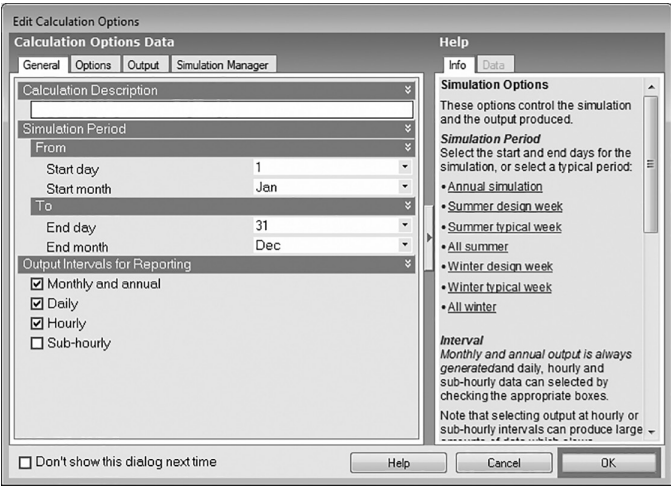 Edit Calculation Options
Calculation Options Data
General Options Output Simulation Manager
Calculation Description
Simulation Period
From
Start day 1
Start month Jan
To
End day 31
End month Dec
Output Intervals for Reporting
Monthly and annual
Daily
Hourly
Sub-hourly
Help
Info Data
Simulation Options
These options control the simulation
and the output produced.
Simulation Period
Select the start and end days for the
simulation, or select a typical period:
• Annual simulation
• Summer design week
• Summer typical week
• All summer
• Winter design week
• Winter typical week
• All winter
Interval
Monthly and annual output is always
generatedand daily, hourly and
sub-hourly data can selected by
checking the appropriate boxes.
Note that selecting output at hourly or
sub-hourly intervals can produce large
Don't show this dialog next time
Help Cancel OK